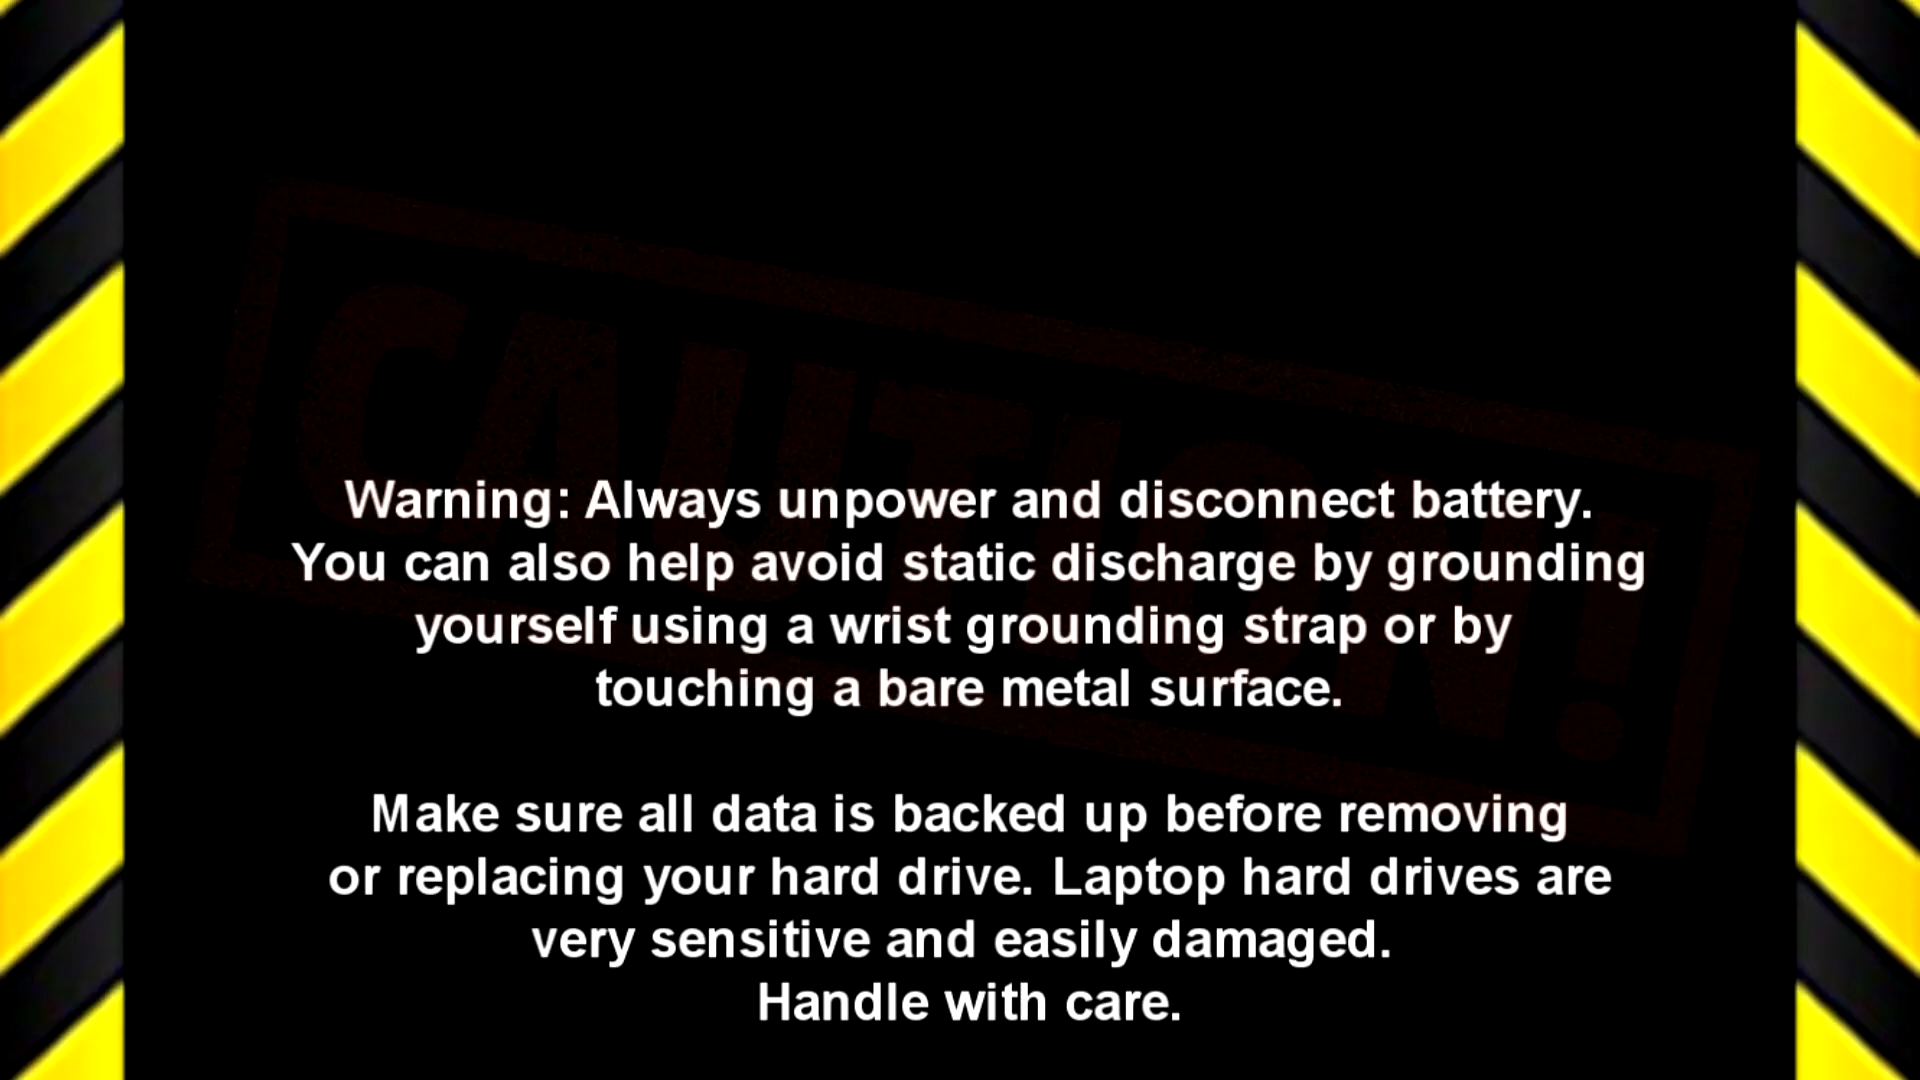 CAUTION!
Warning: Always unpower and disconnect battery.
You can also help avoid static discharge by grounding
yourself using a wrist grounding strap or by
touching a bare metal surface.
Make sure all data is backed up before removing
or replacing your hard drive. Laptop hard drives are
very sensitive and easily damaged.
Handle with care.